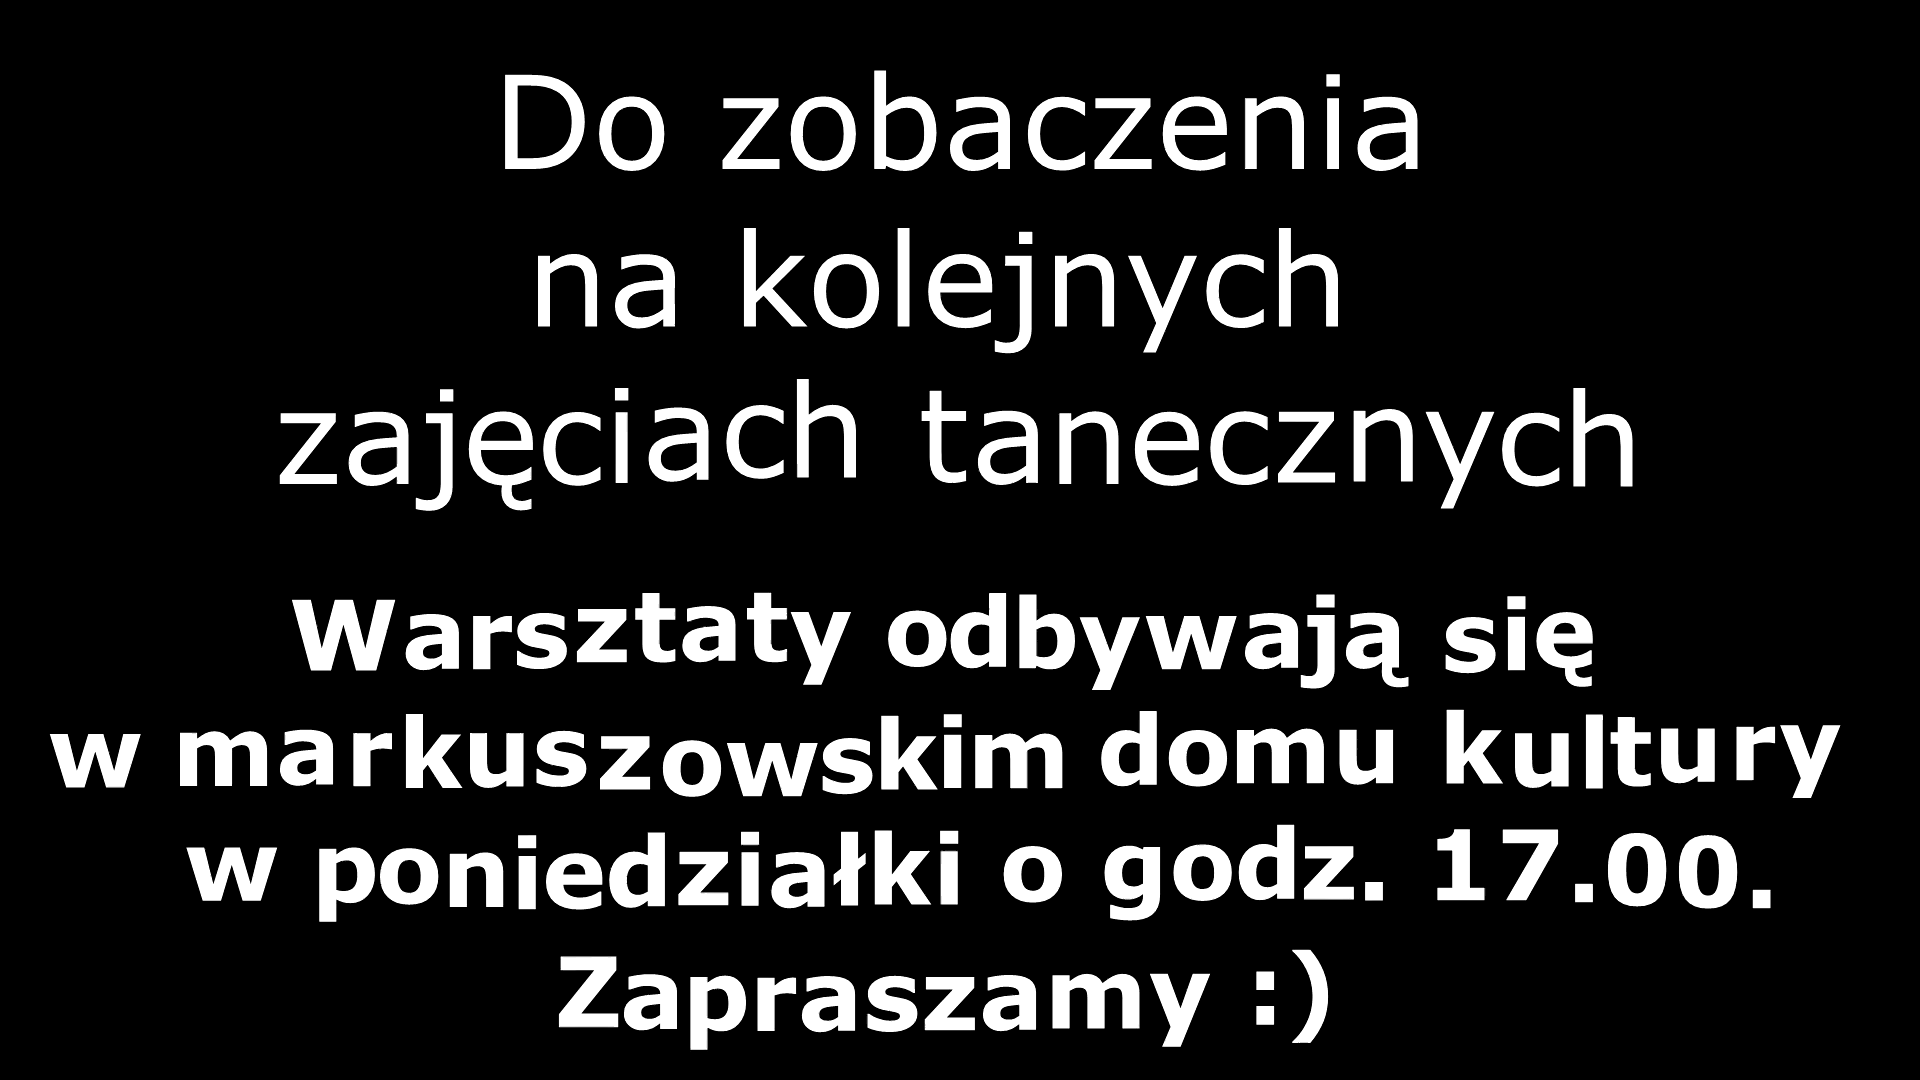 Do zobaczenia
na kolejnych
zajęciach tanecznych
Warsztaty odbywają się
w markuszowskim domu kultury
w poniedziałki o godz. 17.00.
Zapraszamy :)